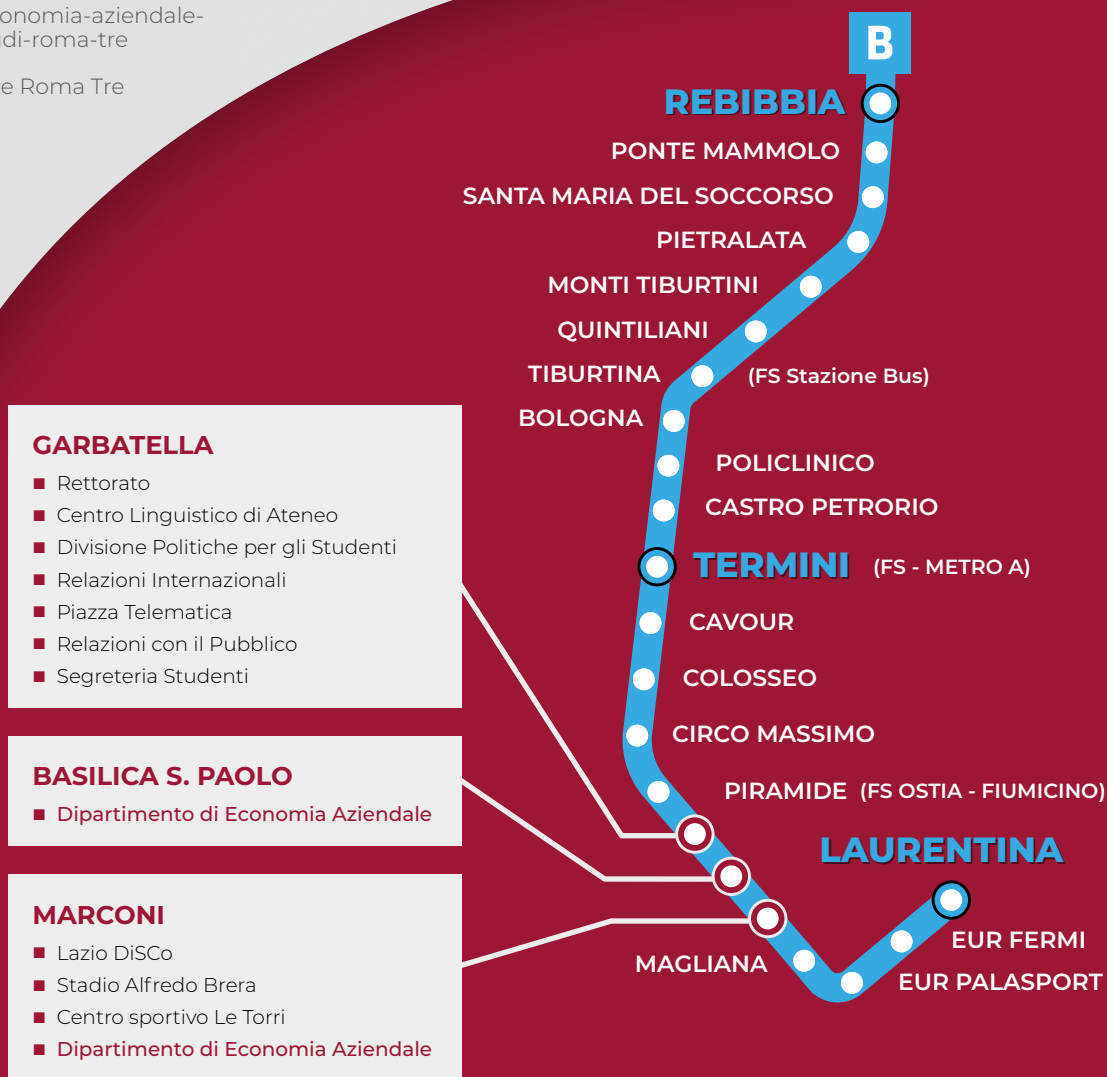 onomia-aziendale-
udi-roma-tre
e Roma Tre
B
REBIBBIA
PONTE MAMMOLO
SANTA MARIA DEL SOCCORSO
PIETRALATA
MONTI TIBURTINI
QUINTILIANI
TIBURTINA (FS Stazione Bus)
BOLOGNA
POLICLINICO
CASTRO PETRORIO
TERMINI (FS - METRO A)
CAVOUR
COLOSSEO
CIRCO MASSIMO
PIRAMIDE (FS OSTIA - FIUMICINO)
LAURENTINA
EUR FERMI
MAGLIANA
EUR PALASPORT
GARBATELLA
■ Rettorato
■ Centro Linguistico di Ateneo
■ Divisione Politiche per gli Studenti
■ Relazioni Internazionali
■ Piazza Telematica
■ Relazioni con il Pubblico
■ Segreteria Studenti
BASILICA S. PAOLO
■ Dipartimento di Economia Aziendale
MARCONI
■ Lazio DiSCo
■ Stadio Alfredo Brera
■ Centro sportivo Le Torri
■ Dipartimento di Economia Aziendale